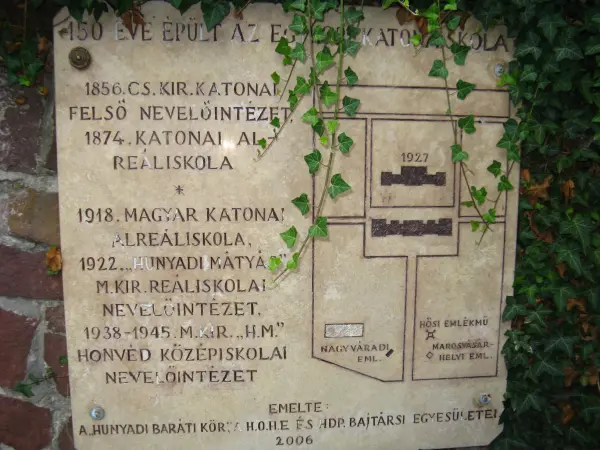 150 ÉVE ÉPÜLT AZ KATONAISKOLA
1856. CS. KIR. KATONAI
FELSŐ NEVELŐINTÉZET
1874. KATONAI AL-
REÁLISKOLA
*
1918. MAGYAR KATONAI
ALREÁLISKOLA,
1922. „HUNYADI MÁTYÁS"
M. KIR. REÁLISKOLAI
NEVELŐINTÉZET,
1938-1945. M. KIR. „H.M."
HONVÉD KÖZÉPISKOLAI
NEVELŐINTÉZET
1927
NAGYVÁRADI
EML.
HŐSI EMLÉKMŰ
MAROSVÁSÁR-
HELYI EML.
EMELTE:
A „HUNYADI BARÁTI KÖR, A H.O.H.E ÉS HDP. BAJTÁRSI EGYESÜLETEI
2006